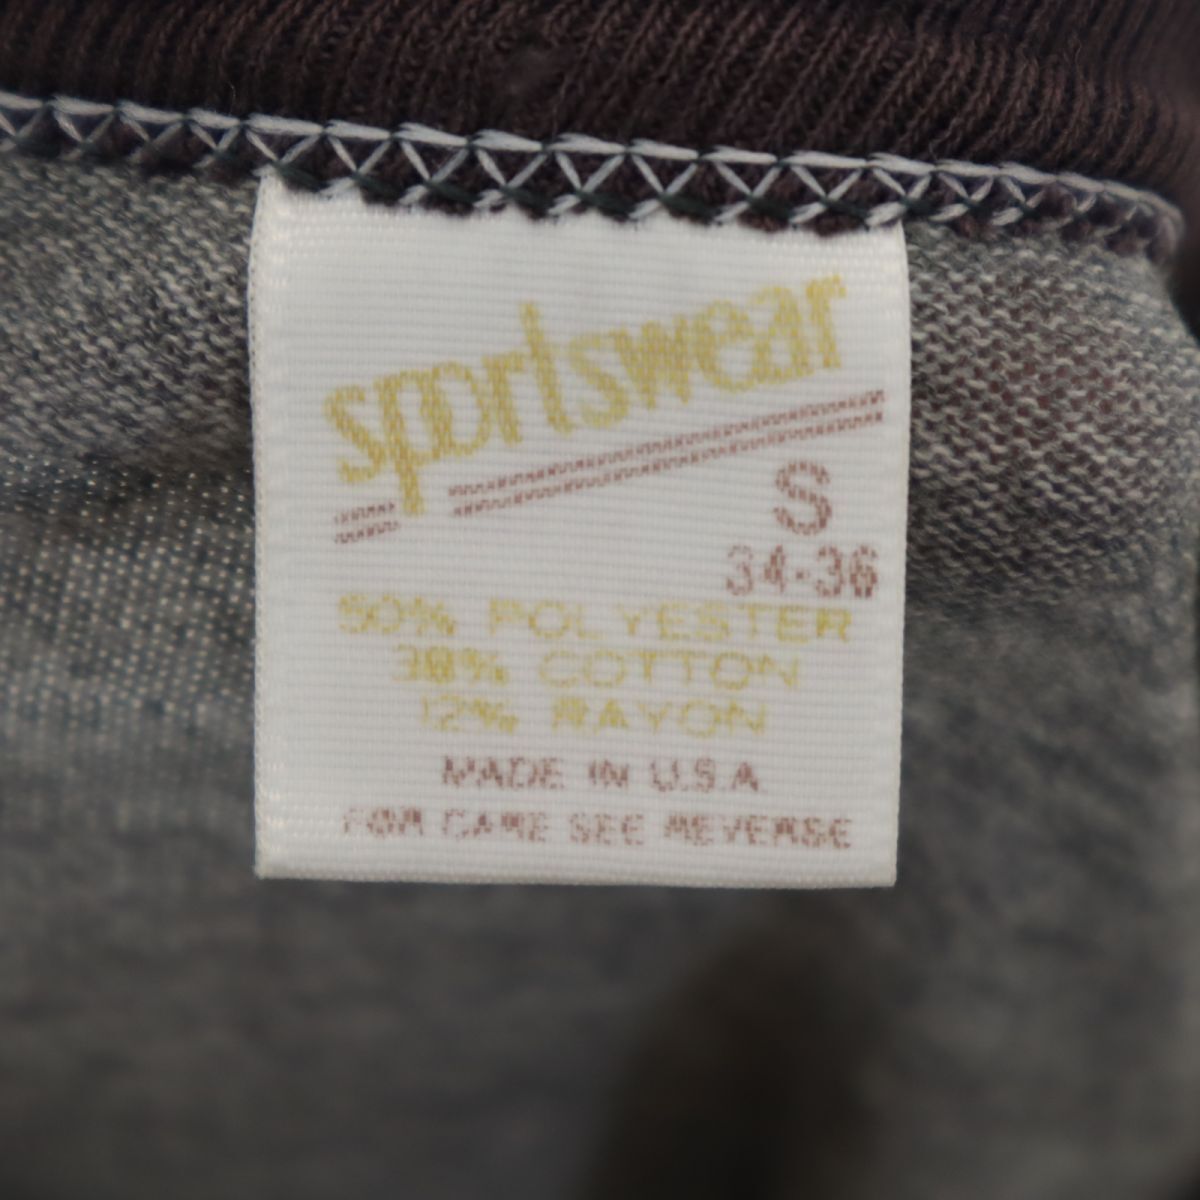 sportswear
S
34-36
50% POLYESTER
38% COTTON
12% RAYON
MADE IN U.S.A.
FOR CARE SEE REVERSE